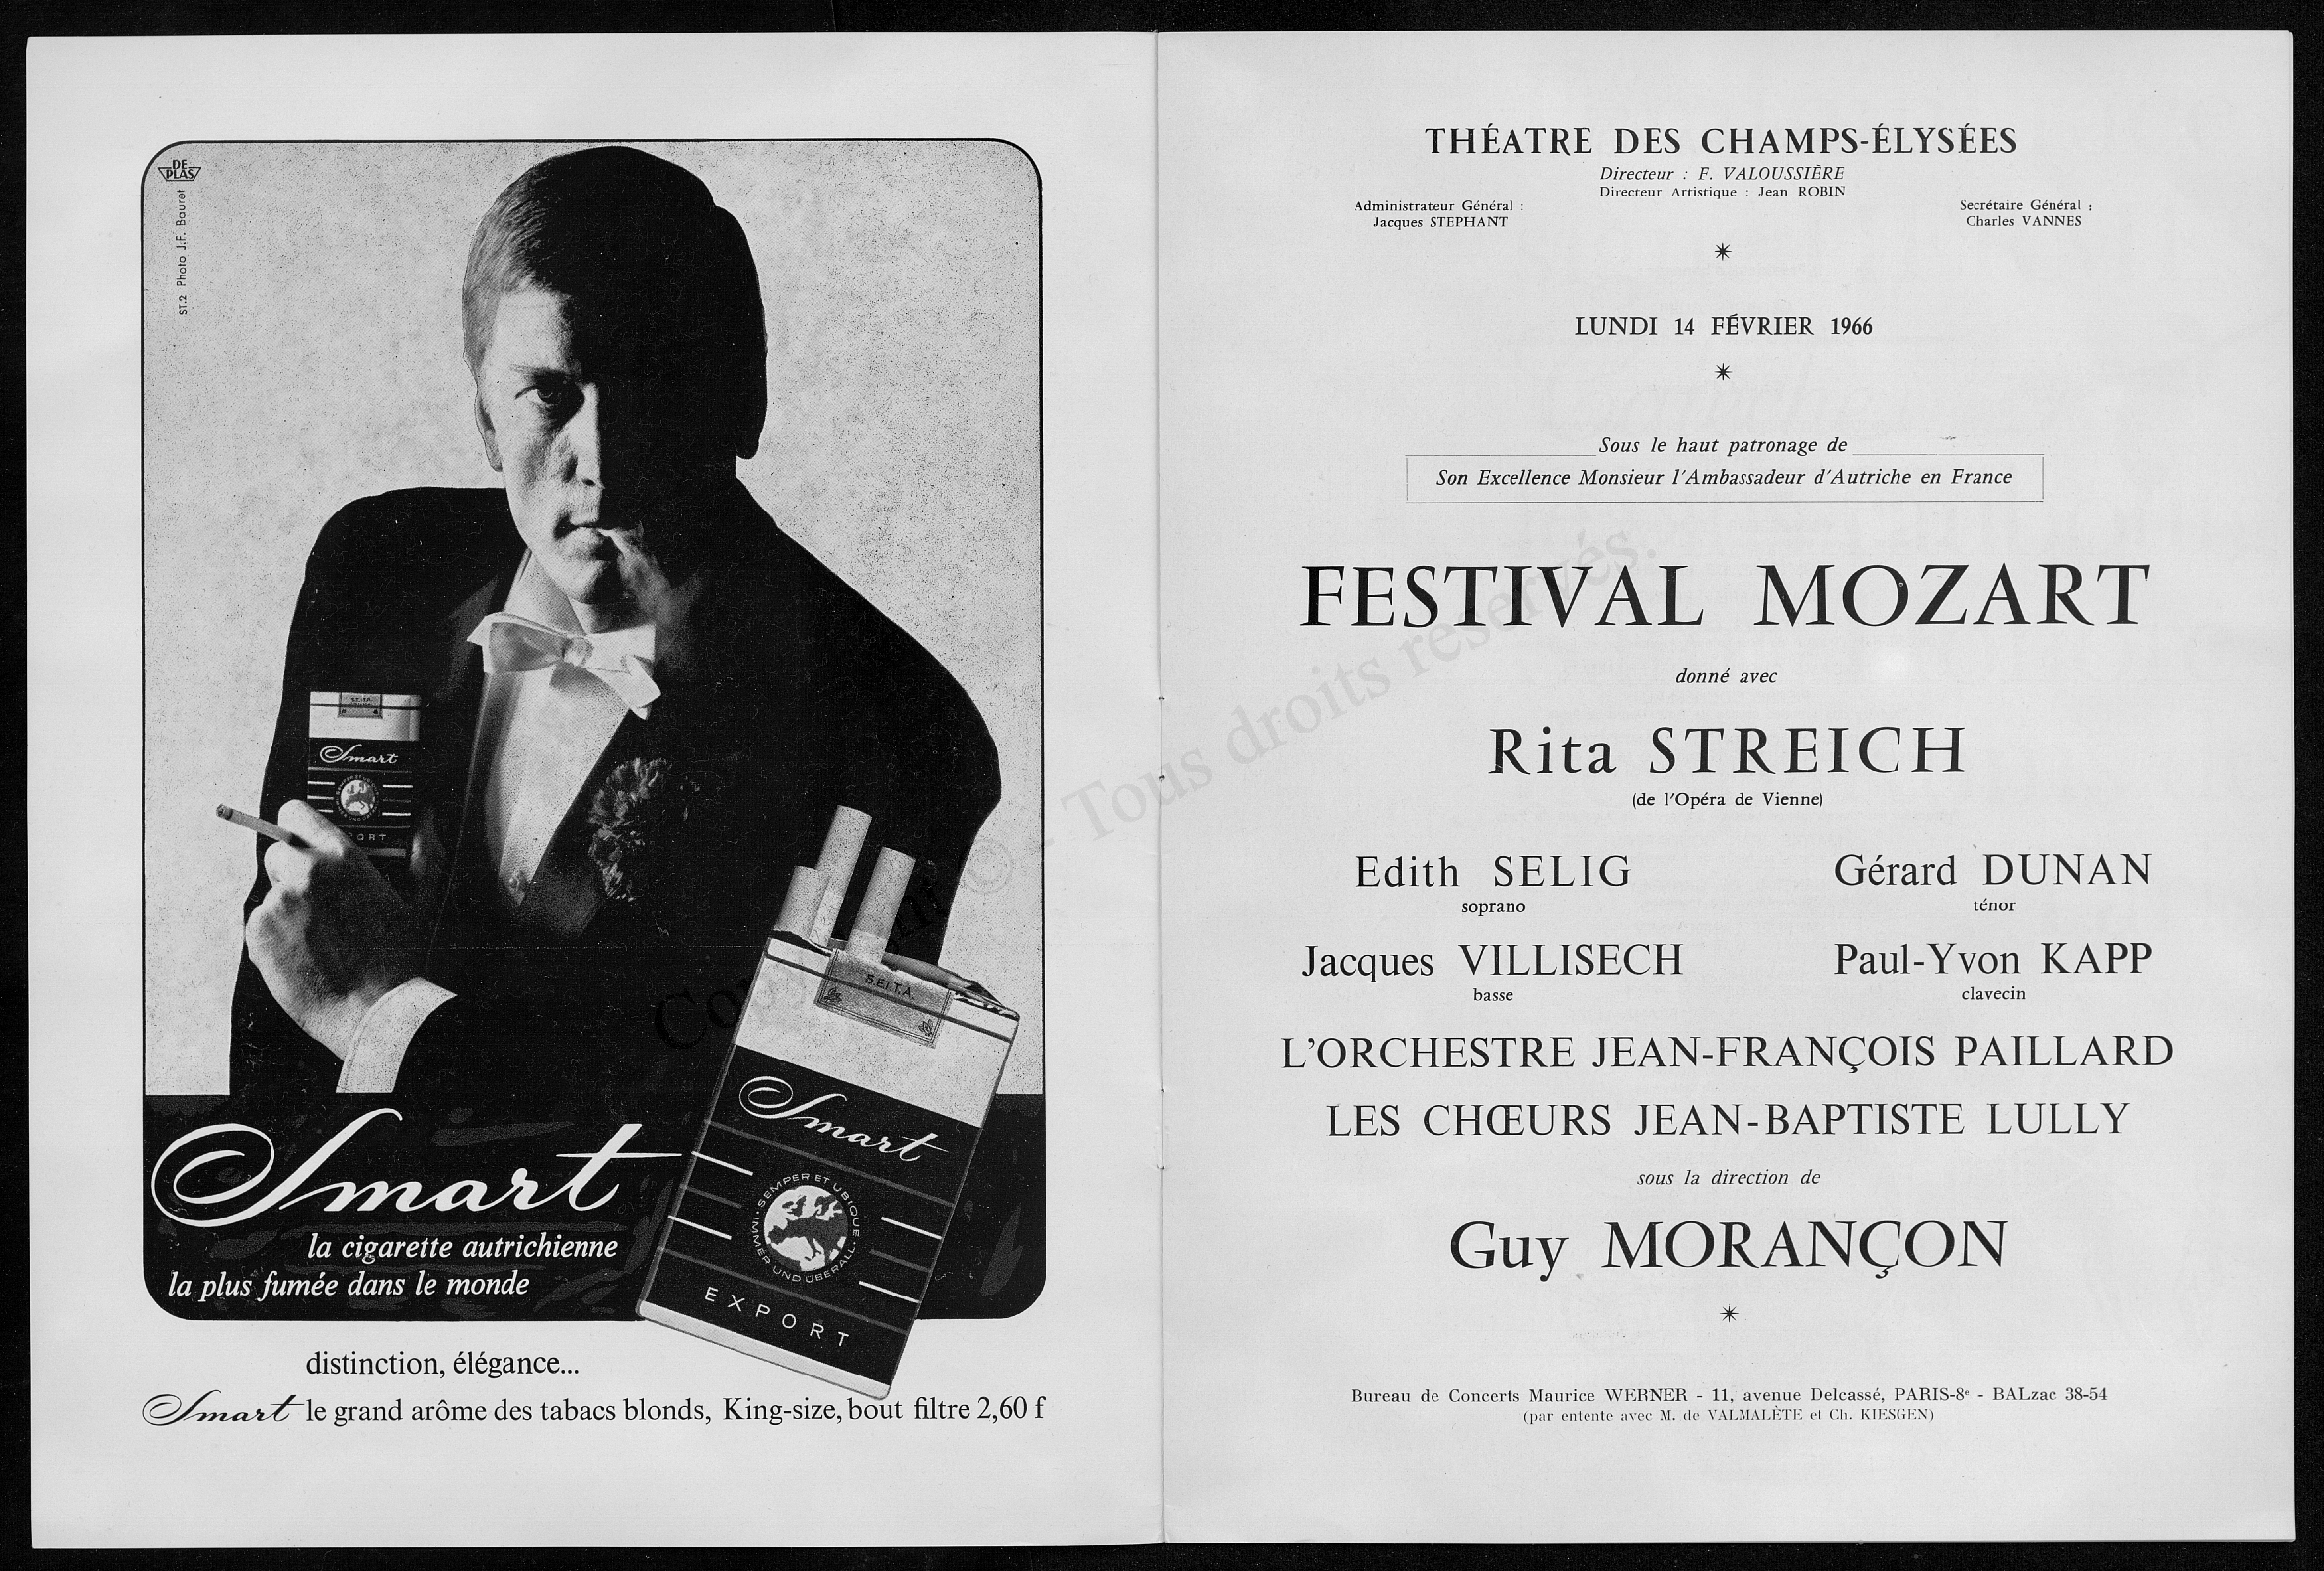 DE
PLAS
ST.2 Photo J.F. Bauret
Smart
EXPORT
S.E.I.T.A.
Smart
SEMPER ET UBIQUE · IMMER UND ÜBERALL ·
EXPORT
Smart
la cigarette autrichienne
la plus fumée dans le monde
distinction, élégance...
Smart le grand arôme des tabacs blonds, King-size, bout filtre 2,60 f
THÉATRE DES CHAMPS-ÉLYSÉES
Directeur : F. VALOUSSIÈRE
Directeur Artistique : Jean ROBIN
Administrateur Général :
Jacques STEPHANT
Secrétaire Général :
Charles VANNES
LUNDI 14 FÉVRIER 1966
Sous le haut patronage de
Son Excellence Monsieur l'Ambassadeur d'Autriche en France
FESTIVAL MOZART
donné avec
Rita STREICH
(de l'Opéra de Vienne)
Edith SELIG
soprano
Gérard DUNAN
ténor
Jacques VILLISECH
basse
Paul-Yvon KAPP
clavecin
L'ORCHESTRE JEAN-FRANÇOIS PAILLARD
LES CHŒURS JEAN-BAPTISTE LULLY
sous la direction de
Guy MORANÇON
Bureau de Concerts Maurice WERNER - 11, avenue Delcassé, PARIS-8e - BALzac 38-54
(par entente avec M. de VALMALÈTE et Ch. KIESGEN)
© - Tous droits reservés.